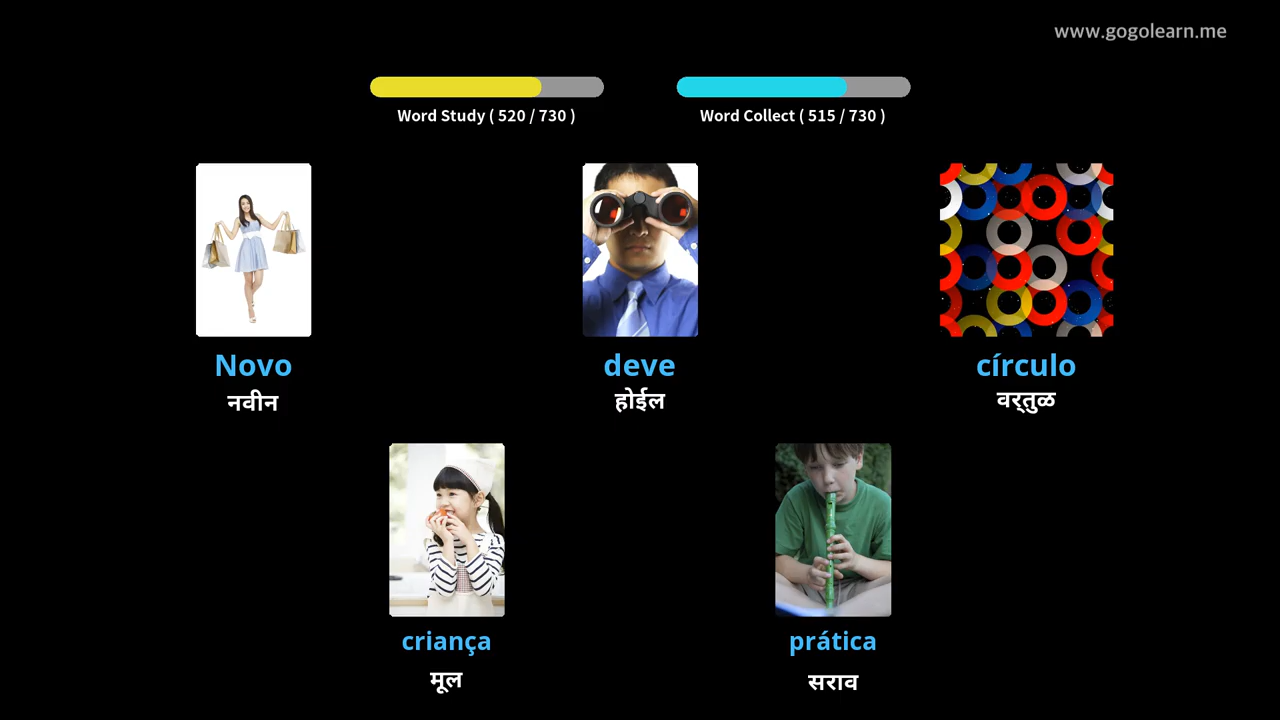 www.gogolearn.me
Word Study ( 520 / 730 )
Word Collect ( 515 / 730 )
Novo
नवीन
deve
होईल
círculo
वर्तुळ
criança
मूल
prática
सराव